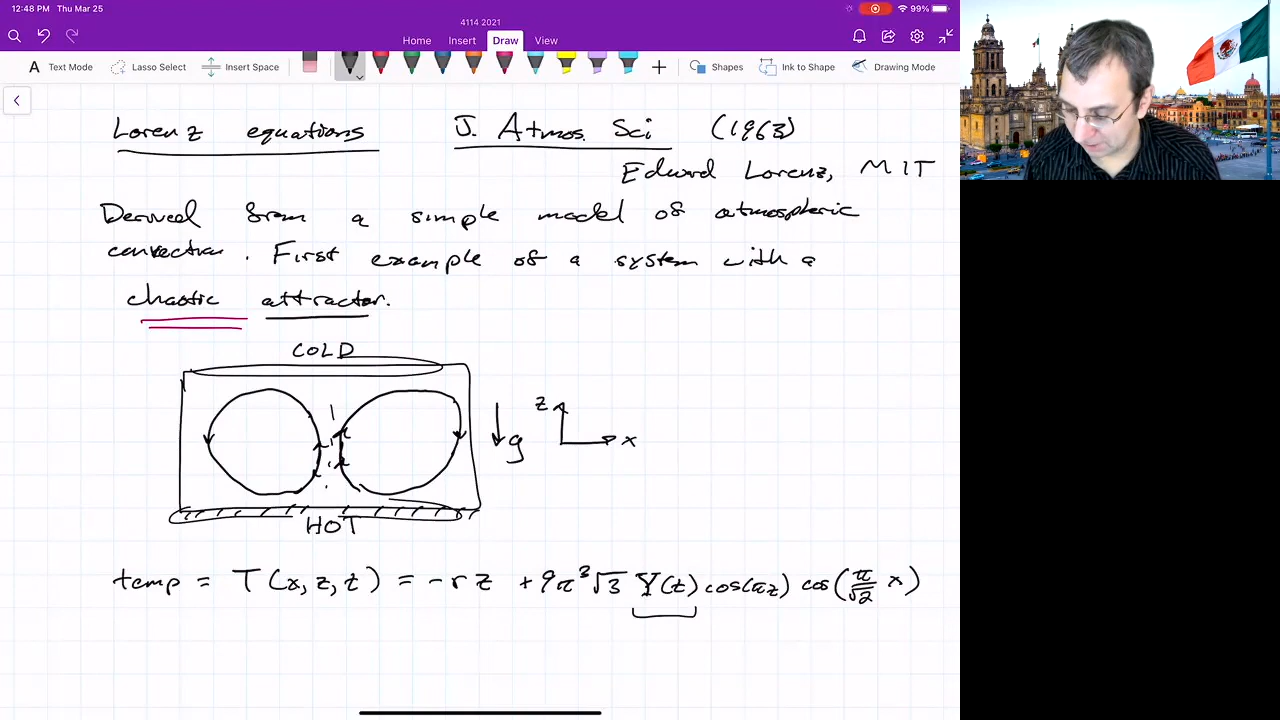 12:48 PM Thu Mar 25
99%
4114 2021
Home Insert Draw View
Text Mode Lasso Select Insert Space Shapes Ink to Shape Drawing Mode
Lorenz equations J. Atmos. Sci (1963)
Edward Lorenz, MIT
Derived from a simple model of atmospheric
convection. First example of a system with a
chaotic attractor.
COLD
g z x
HOT
temp = T(x, z, t) = -r z + 9π³√3 Y(t) cos(πz) cos(π/√2 x)